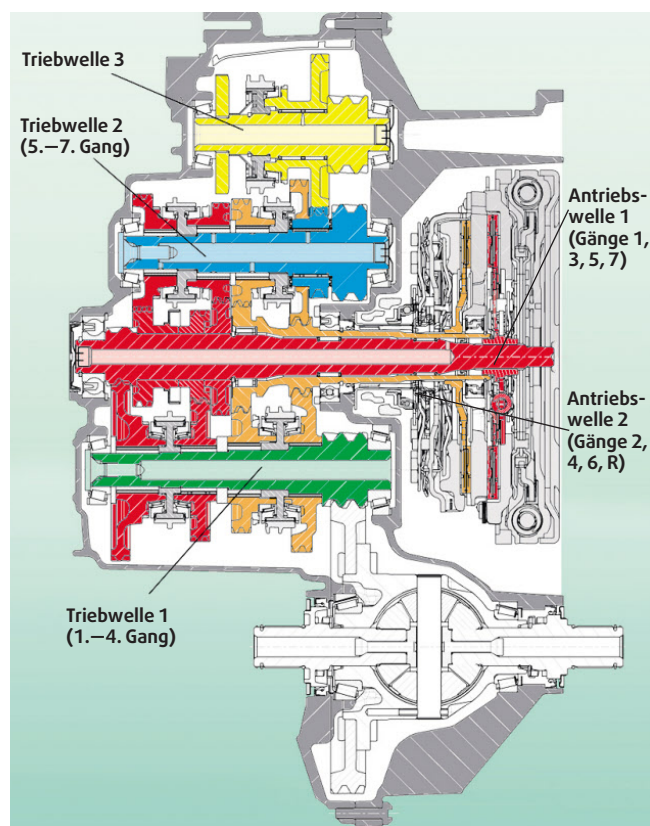 Triebwelle 3
Triebwelle 2
(5.—7. Gang)
Antriebs-
welle 1
(Gänge 1,
3, 5, 7)
Antriebs-
welle 2
(Gänge 2,
4, 6, R)
Triebwelle 1
(1.—4. Gang)